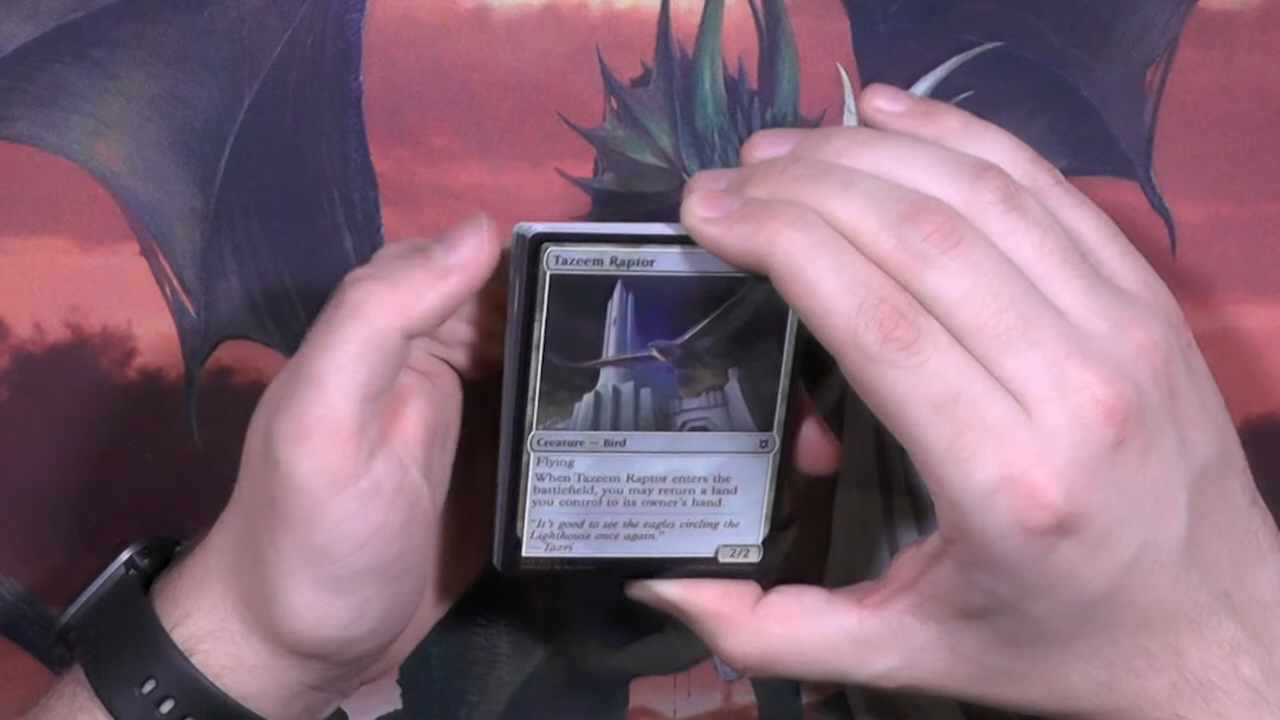 Tazeem Raptor
Creature — Bird
Flying
When Tazeem Raptor enters the
battlefield, you may return a land
you control to its owner's hand.
"It's good to see the eagles circling the
Lighthouse once again."
—Tazri
2/2